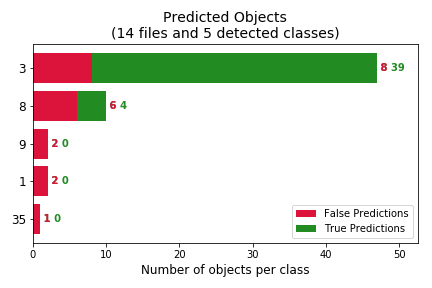 Predicted Objects
(14 files and 5 detected classes)
3
8 39
8
6 4
9
2 0
1
2 0
35
1 0
False Predictions
True Predictions
0 10 20 30 40 50
Number of objects per class